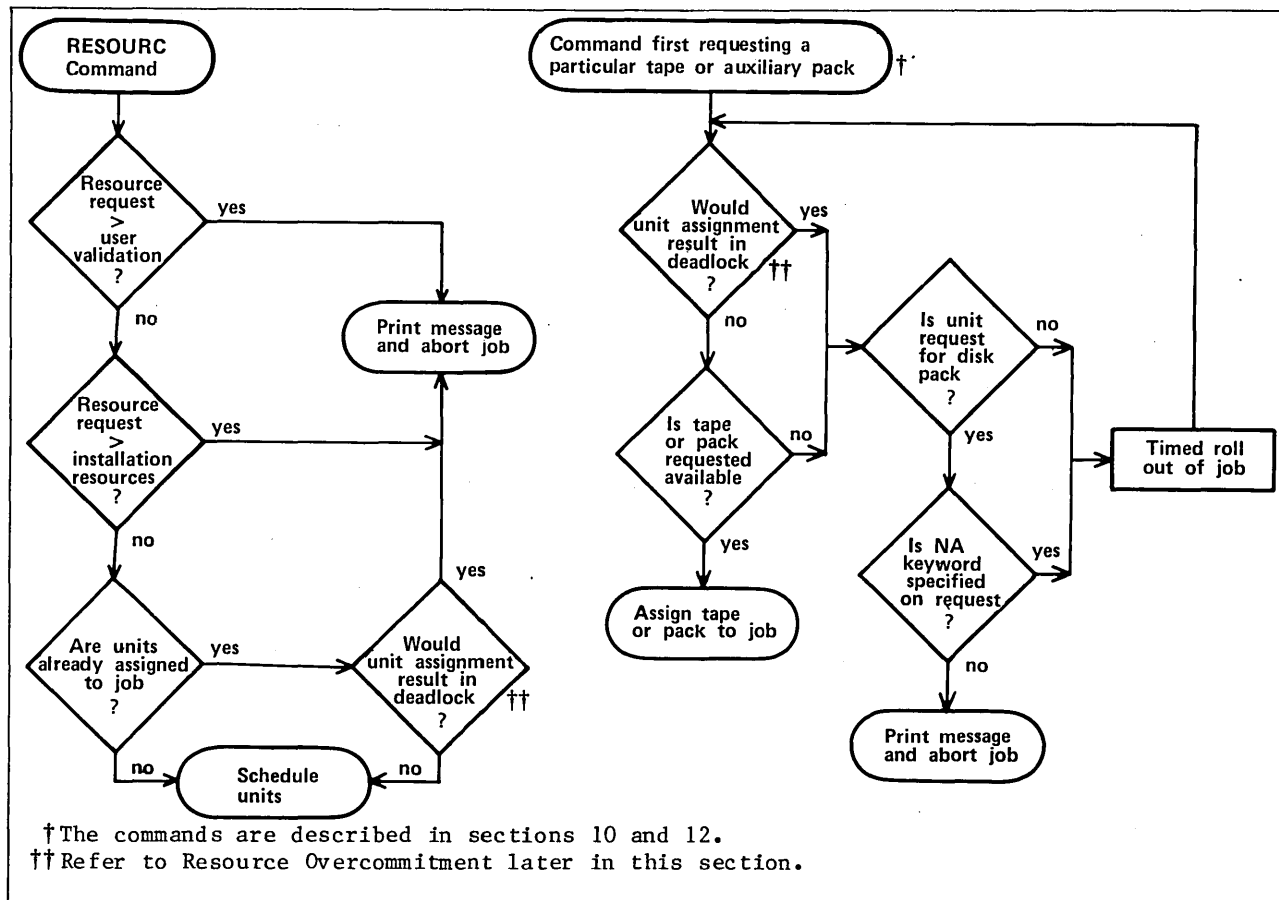 RESOURC
Command
Resource
request
>
user
validation
?
yes
no
Print message
and abort job
Resource
request
>
installation
resources
?
yes
no
Are units
already assigned
to job
?
yes
no
Would
unit assignment
result in
deadlock
?
††
yes
no
Schedule
units
Command first requesting a
particular tape or auxiliary pack
†
Would
unit assignment
result in
deadlock
?
††
yes
no
Is tape
or pack
requested
available
?
no
yes
Assign tape
or pack to job
Is unit
request
for disk
pack
?
no
yes
Timed roll
out of job
Is NA
keyword
specified
on request
?
yes
no
Print message
and abort job
†The commands are described in sections 10 and 12.
††Refer to Resource Overcommitment later in this section.